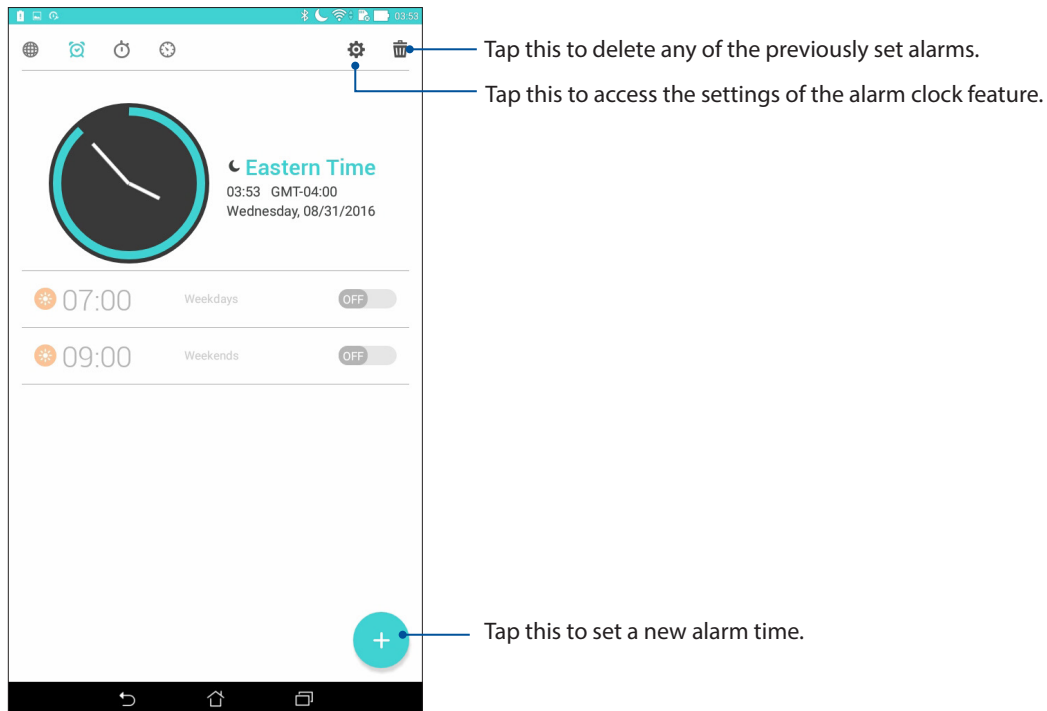 03:53
Tap this to delete any of the previously set alarms.
Tap this to access the settings of the alarm clock feature.
Eastern Time
03:53 GMT-04:00
Wednesday, 08/31/2016
07:00 Weekdays OFF
09:00 Weekends OFF
Tap this to set a new alarm time.